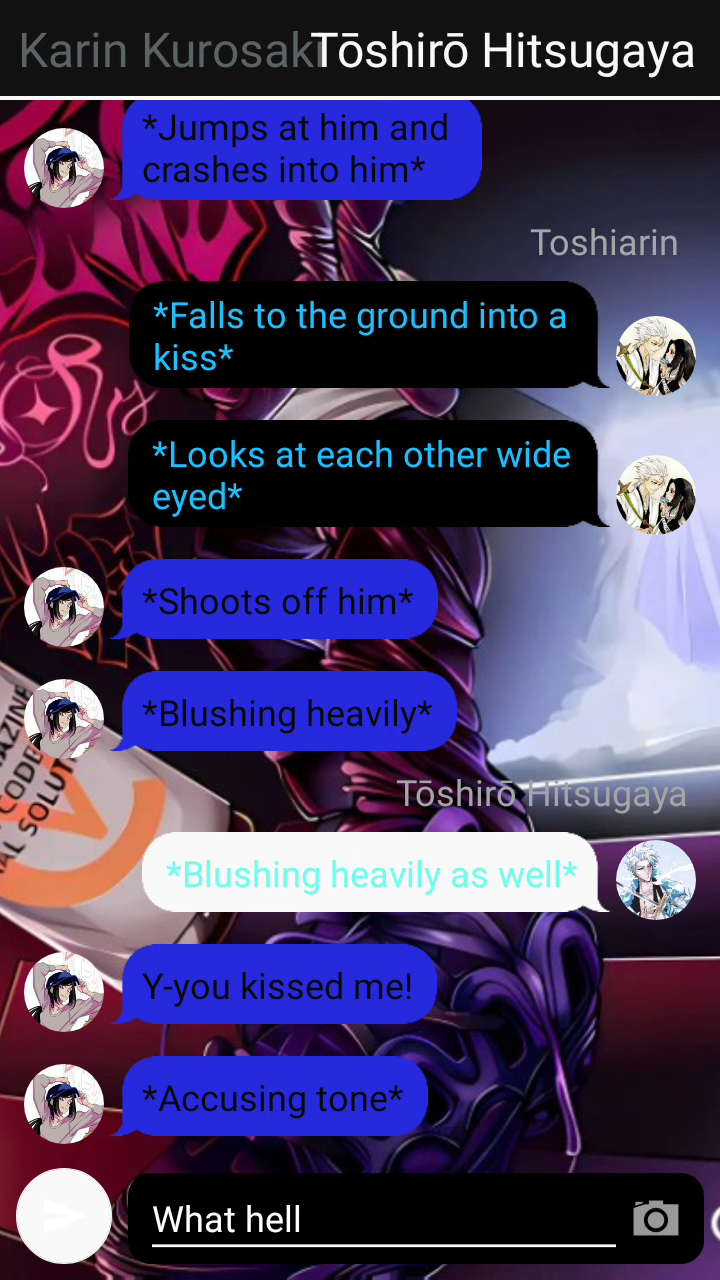 Karin Kurosaki Tōshirō Hitsugaya
*Jumps at him and
crashes into him*
Toshiarin
*Falls to the ground into a
kiss*
*Looks at each other wide
eyed*
*Shoots off him*
*Blushing heavily*
Tōshirō Hitsugaya
*Blushing heavily as well*
Y-you kissed me!
*Accusing tone*
What hell